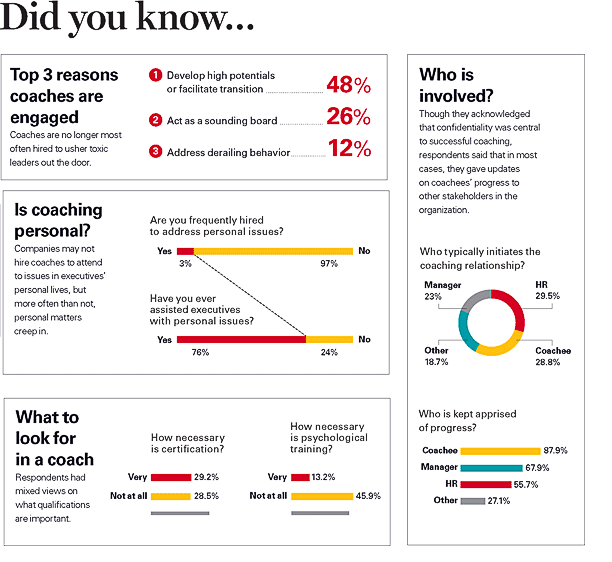 Did you know...
Top 3 reasons
coaches are
engaged
Coaches are no longer most
often hired to usher toxic
leaders out the door.
1 Develop high potentials
or facilitate transition 48%
2 Act as a sounding board 26%
3 Address derailing behavior 12%
Is coaching
personal?
Companies may not
hire coaches to attend
to issues in executives'
personal lives, but
more often than not,
personal matters
creep in.
Are you frequently hired
to address personal issues?
Yes No
3% 97%
Have you ever
assisted executives
with personal issues?
Yes No
76% 24%
What to
look for
in a coach
Respondents had
mixed views on
what qualifications
are important.
How necessary
is certification?
Very 29.2%
Not at all 28.5%
How necessary
is psychological
training?
Very 13.2%
Not at all 45.9%
Who is
involved?
Though they acknowledged
that confidentiality was central
to successful coaching,
respondents said that in most
cases, they gave updates
on coachees' progress to
other stakeholders in the
organization.
Who typically initiates the
coaching relationship?
Manager HR
23% 29.5%
Other Coachee
18.7% 28.8%
Who is kept apprised
of progress?
Coachee 87.9%
Manager 67.9%
HR 55.7%
Other 27.1%